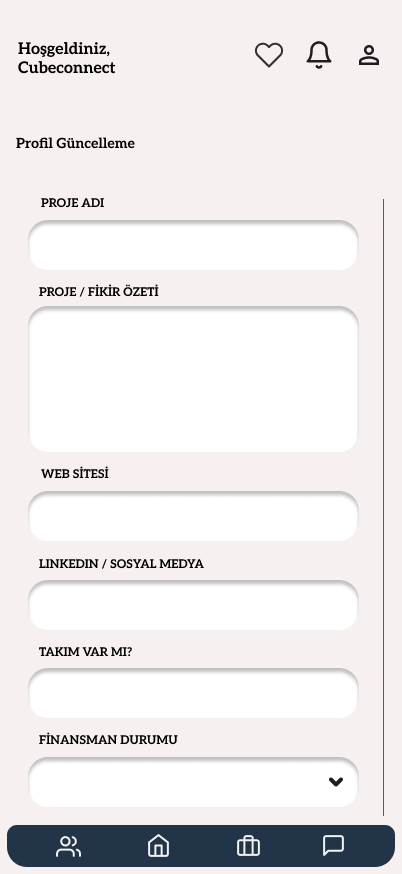 Hoşgeldiniz,
Cubeconnect
Profil Güncelleme
PROJE ADI
PROJE / FİKİR ÖZETİ
WEB SİTESİ
LINKEDIN / SOSYAL MEDYA
TAKIM VAR MI?
FİNANSMAN DURUMU